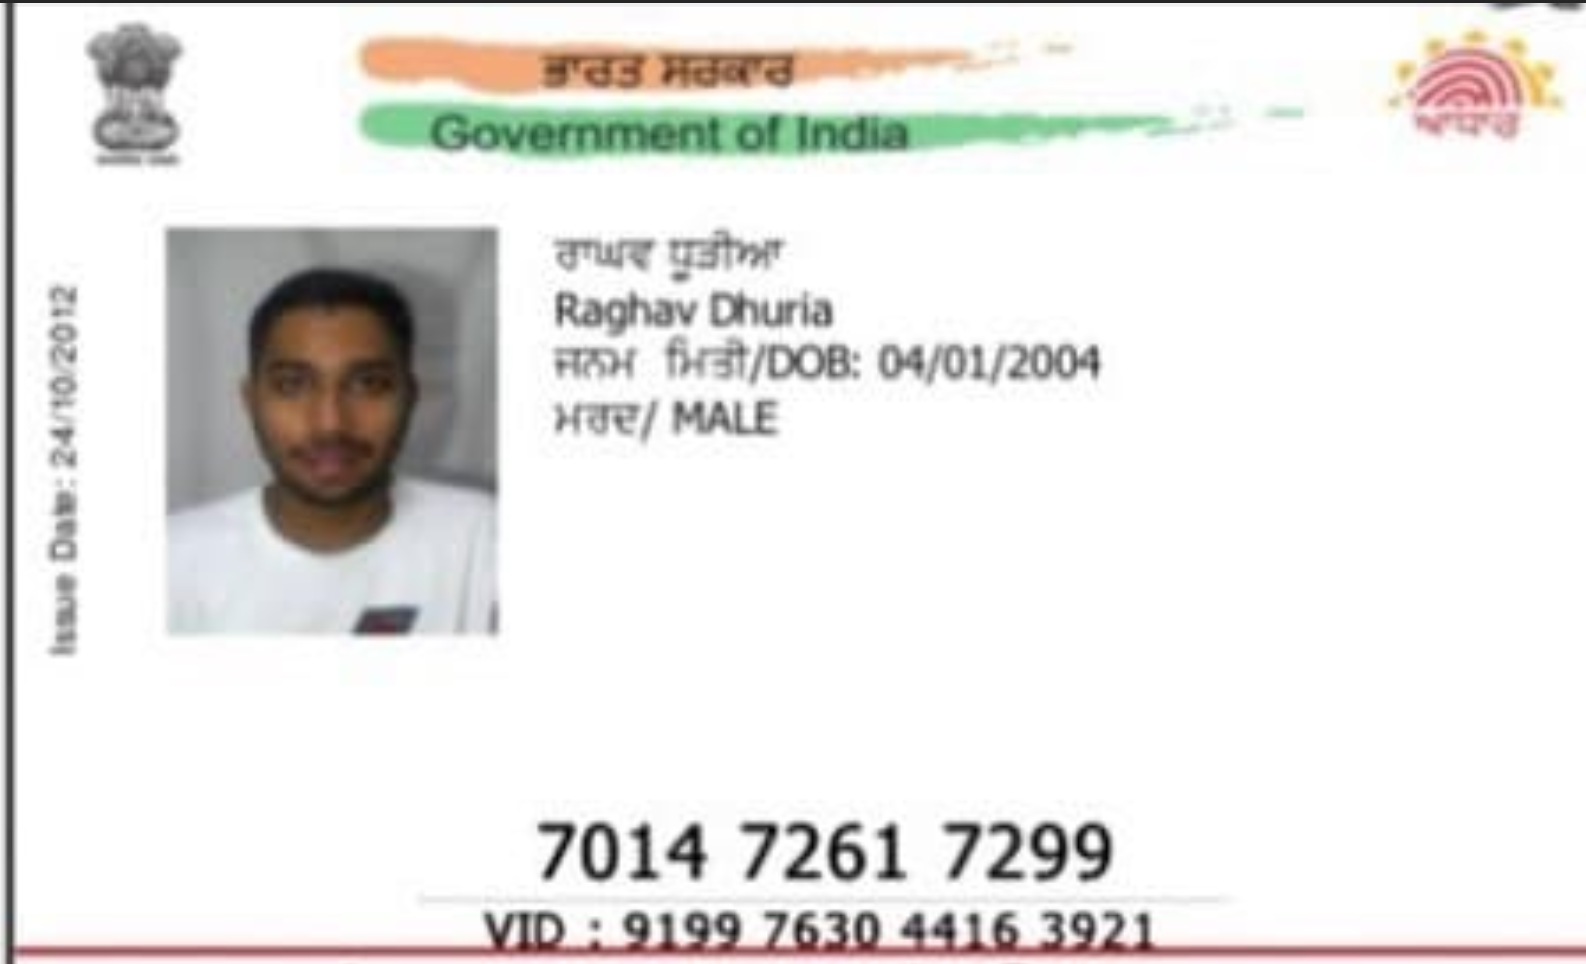 ਭਾਰਤ ਸਰਕਾਰ
Government of India
ਆਧਾਰ
Issue Date: 24/10/2012
ਰਾਘਵ ਧੂੜੀਆ
Raghav Dhuria
ਜਨਮ ਮਿਤੀ/DOB: 04/01/2004
ਮਰਦ/ MALE
7014 7261 7299
VID : 9199 7630 4416 3921